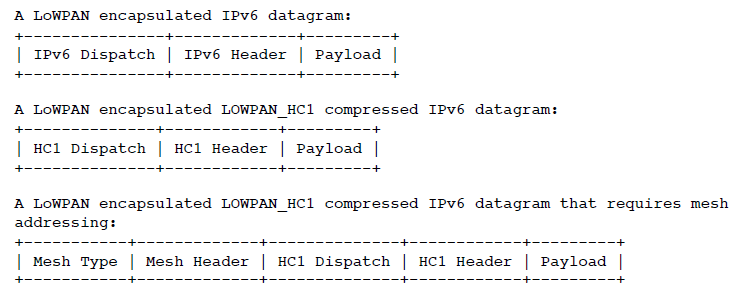 A LoWPAN encapsulated IPv6 datagram:
+---------------+-------------+---------+
| IPv6 Dispatch | IPv6 Header | Payload |
+---------------+-------------+---------+
A LoWPAN encapsulated LOWPAN_HC1 compressed IPv6 datagram:
+--------------+------------+---------+
| HC1 Dispatch | HC1 Header | Payload |
+--------------+------------+---------+
A LoWPAN encapsulated LOWPAN_HC1 compressed IPv6 datagram that requires mesh
addressing:
+-----------+-------------+--------------+------------+---------+
| Mesh Type | Mesh Header | HC1 Dispatch | HC1 Header | Payload |
+-----------+-------------+--------------+------------+---------+